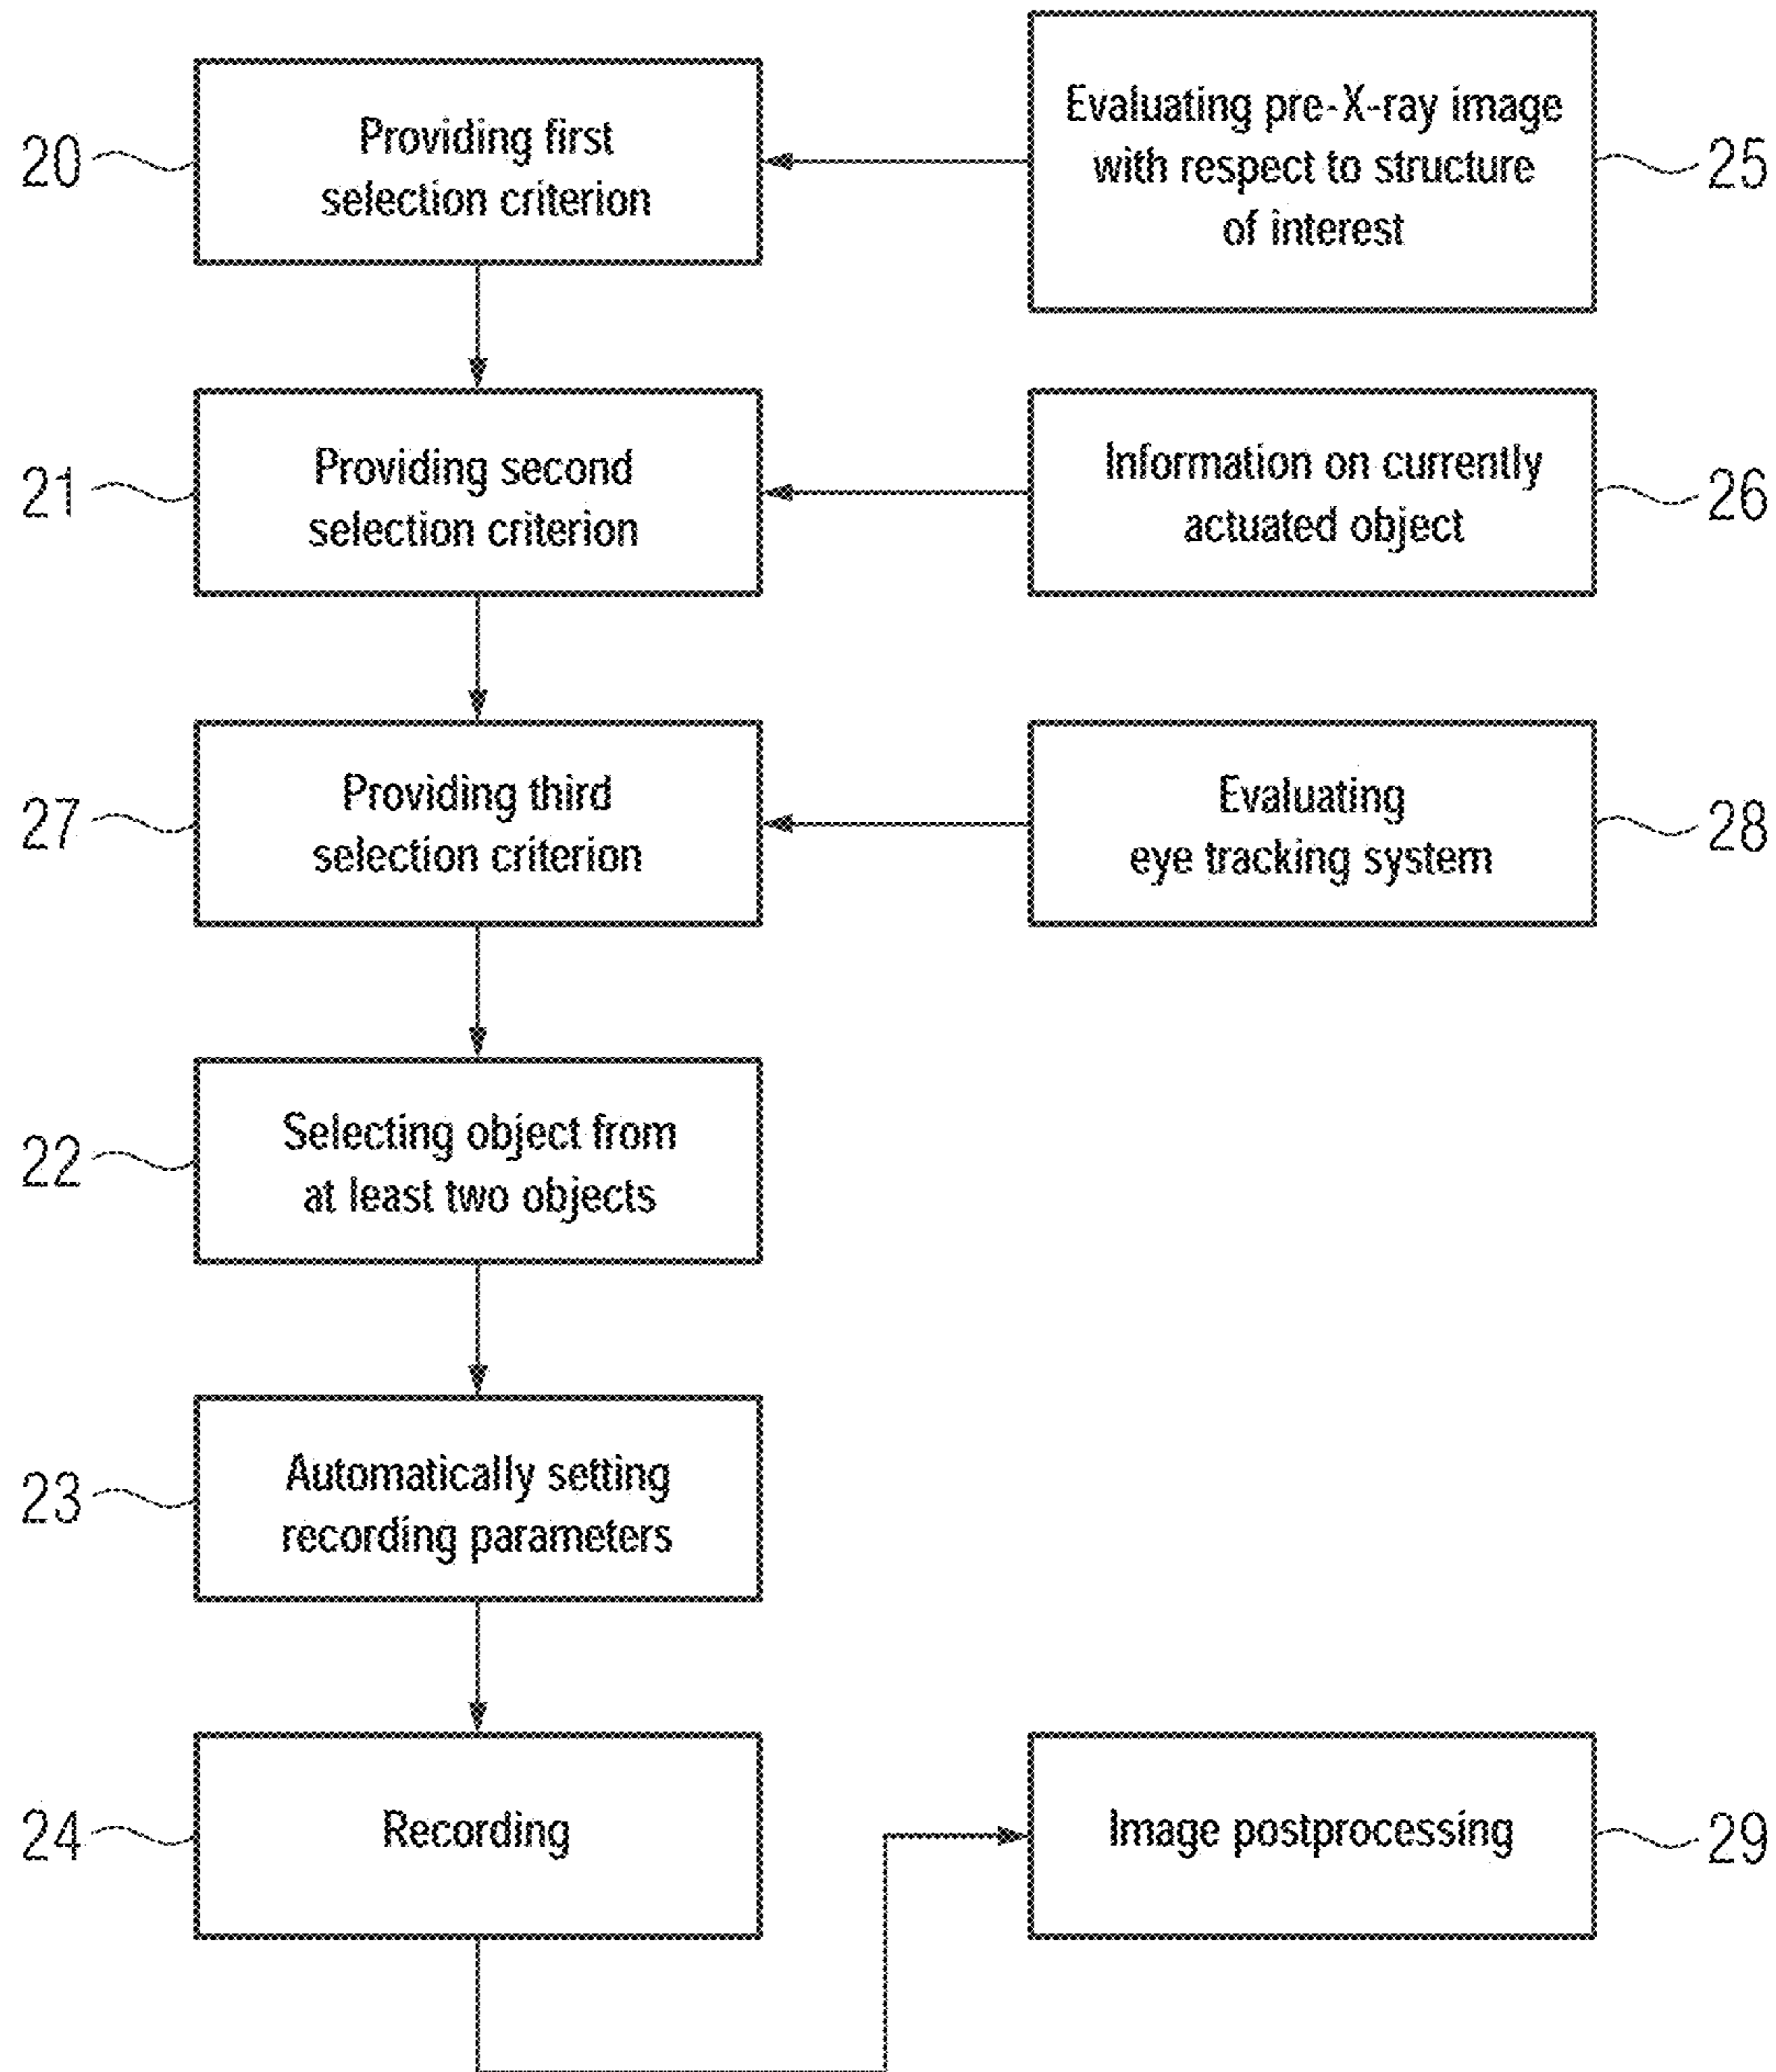 20
Providing first
selection criterion
Evaluating pre-X-ray image
with respect to structure
of interest
25
21
Providing second
selection criterion
Information on currently
actuated object
26
27
Providing third
selection criterion
Evaluating
eye tracking system
28
22
Selecting object from
at least two objects
23
Automatically setting
recording parameters
24
Recording
Image postprocessing
29